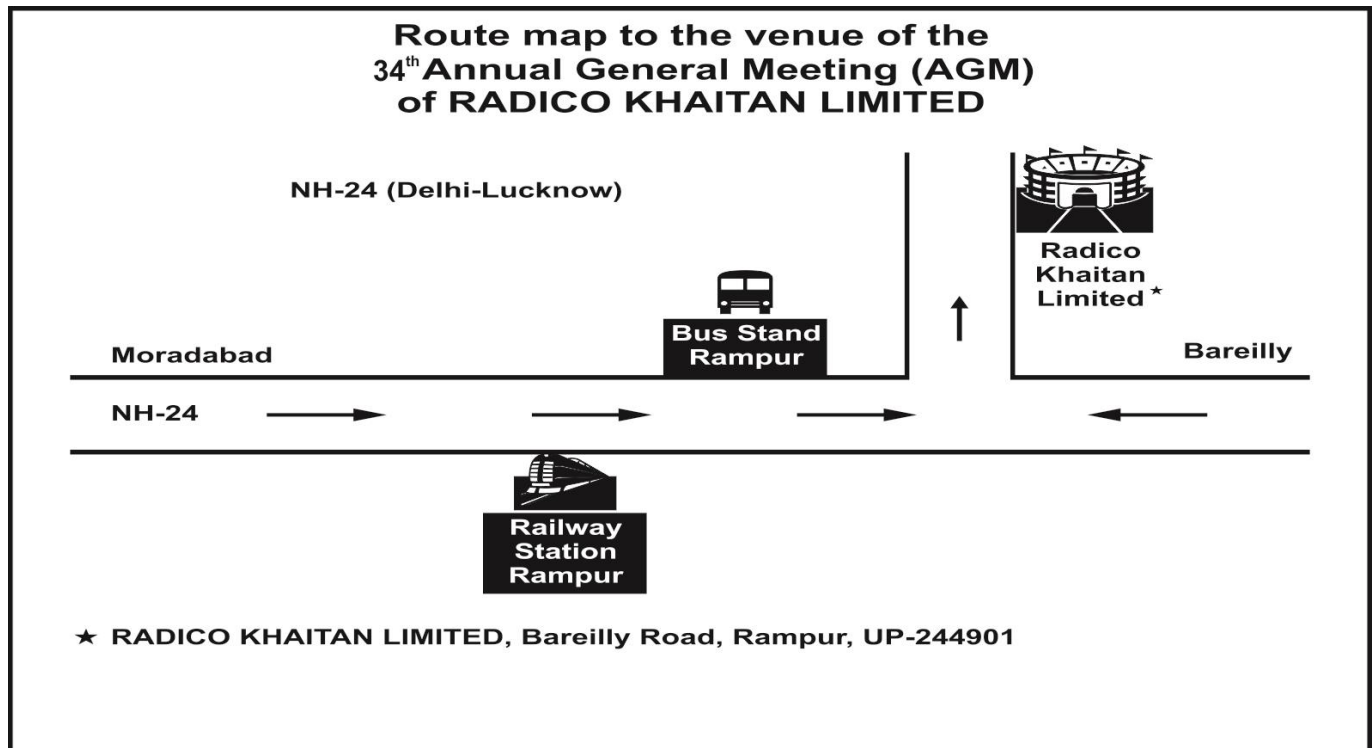 Route map to the venue of the
34th Annual General Meeting (AGM)
of RADICO KHAITAN LIMITED
NH-24 (Delhi-Lucknow)
Radico
Khaitan
Limited ★
Bus Stand
Rampur
Moradabad
Bareilly
NH-24
Railway
Station
Rampur
★ RADICO KHAITAN LIMITED, Bareilly Road, Rampur, UP-244901